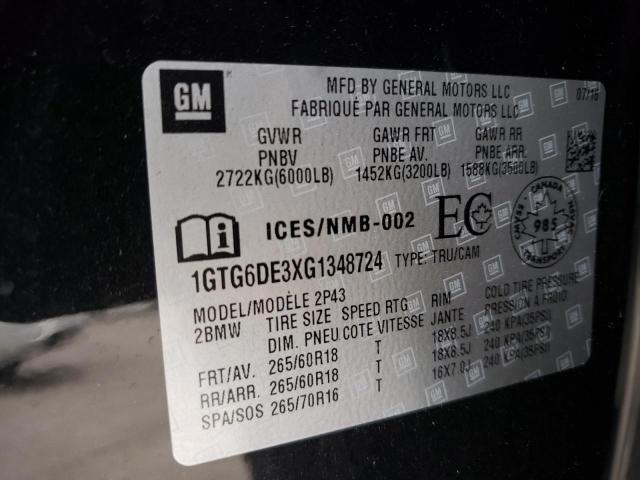 GM
MFD BY GENERAL MOTORS LLC 07/16
FABRIQUÉ PAR GENERAL MOTORS LLC
GVWR GAWR FRT GAWR RR
PNBV PNBE AV. PNBE ARR.
2722KG(6000LB) 1452KG(3200LB) 1588KG(3500LB)
ICES/NMB-002 EC
CANADA
985
TRANSPORT
1GTG6DE3XG1348724 TYPE: TRU/CAM
MODEL/MODÈLE 2P43
2BMW TIRE SIZE SPEED RTG RIM COLD TIRE PRESSURE
DIM. PNEU COTE VITESSE JANTE PRESSION À FROID
FRT/AV. 265/60R18 T 18X8.5J 240 KPA(35PSI)
RR/ARR. 265/60R18 T 18X8.5J 240 KPA(35PSI)
SPA/SOS 265/70R16 T 16X7.0J 240 KPA(35PSI)